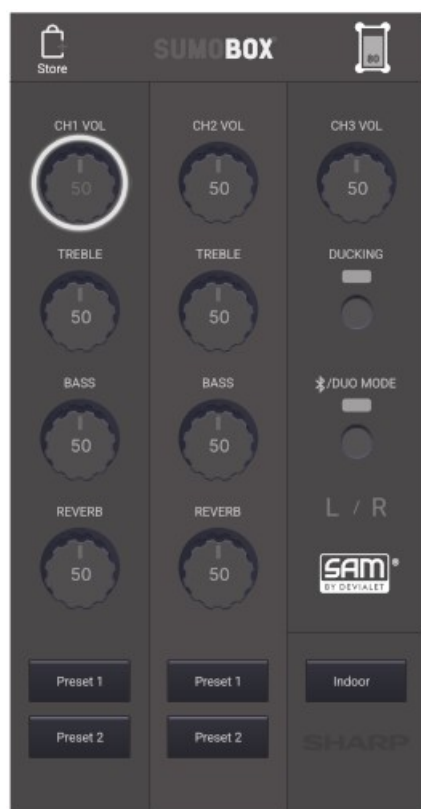 Store
SUMOBOX
80
CH1 VOL
CH2 VOL
CH3 VOL
50
50
50
TREBLE
TREBLE
DUCKING
50
50
BASS
BASS
/DUO MODE
50
50
REVERB
REVERB
L / R
50
50
SAM®
BY DEVIALET
Preset 1
Preset 1
Indoor
Preset 2
Preset 2
SHARP